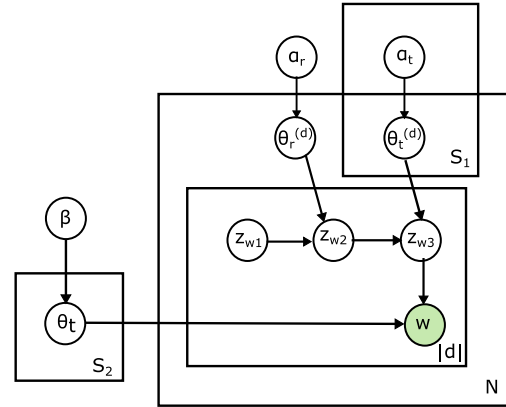 α_r α_t
θ_r^(d) θ_t^(d)
S_1
β
z_w1 z_w2 z_w3
θ_t w
S_2 |d|
N